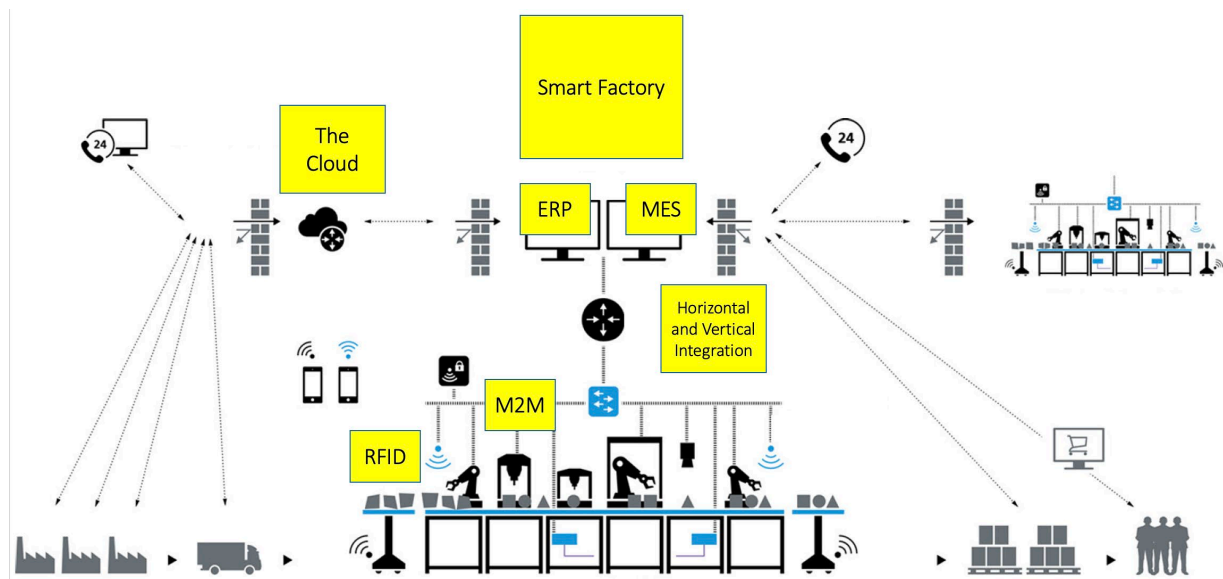 Smart Factory
24
The
Cloud
24
ERP
MES
Horizontal
and Vertical
Integration
M2M
RFID